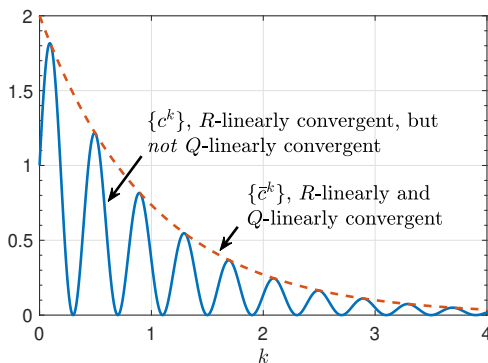 2
1.5
1
0.5
0
{c^k}, R-linearly convergent, but
not Q-linearly convergent
{c̄^k}, R-linearly and
Q-linearly convergent
0 1 2 3 4
k